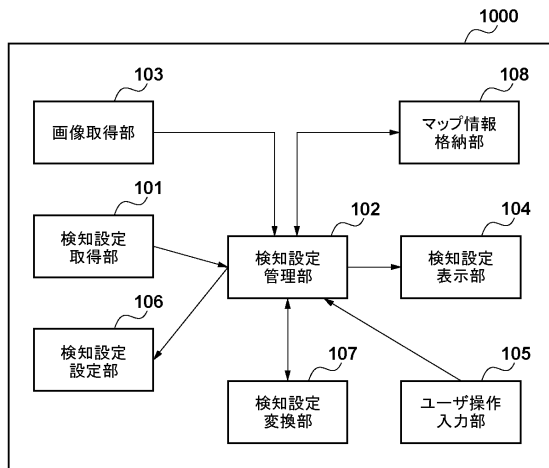 1000
103
画像取得部
108
マップ情報
格納部
101
検知設定
取得部
102
検知設定
管理部
104
検知設定
表示部
106
検知設定
設定部
107
検知設定
変換部
105
ユーザ操作
入力部